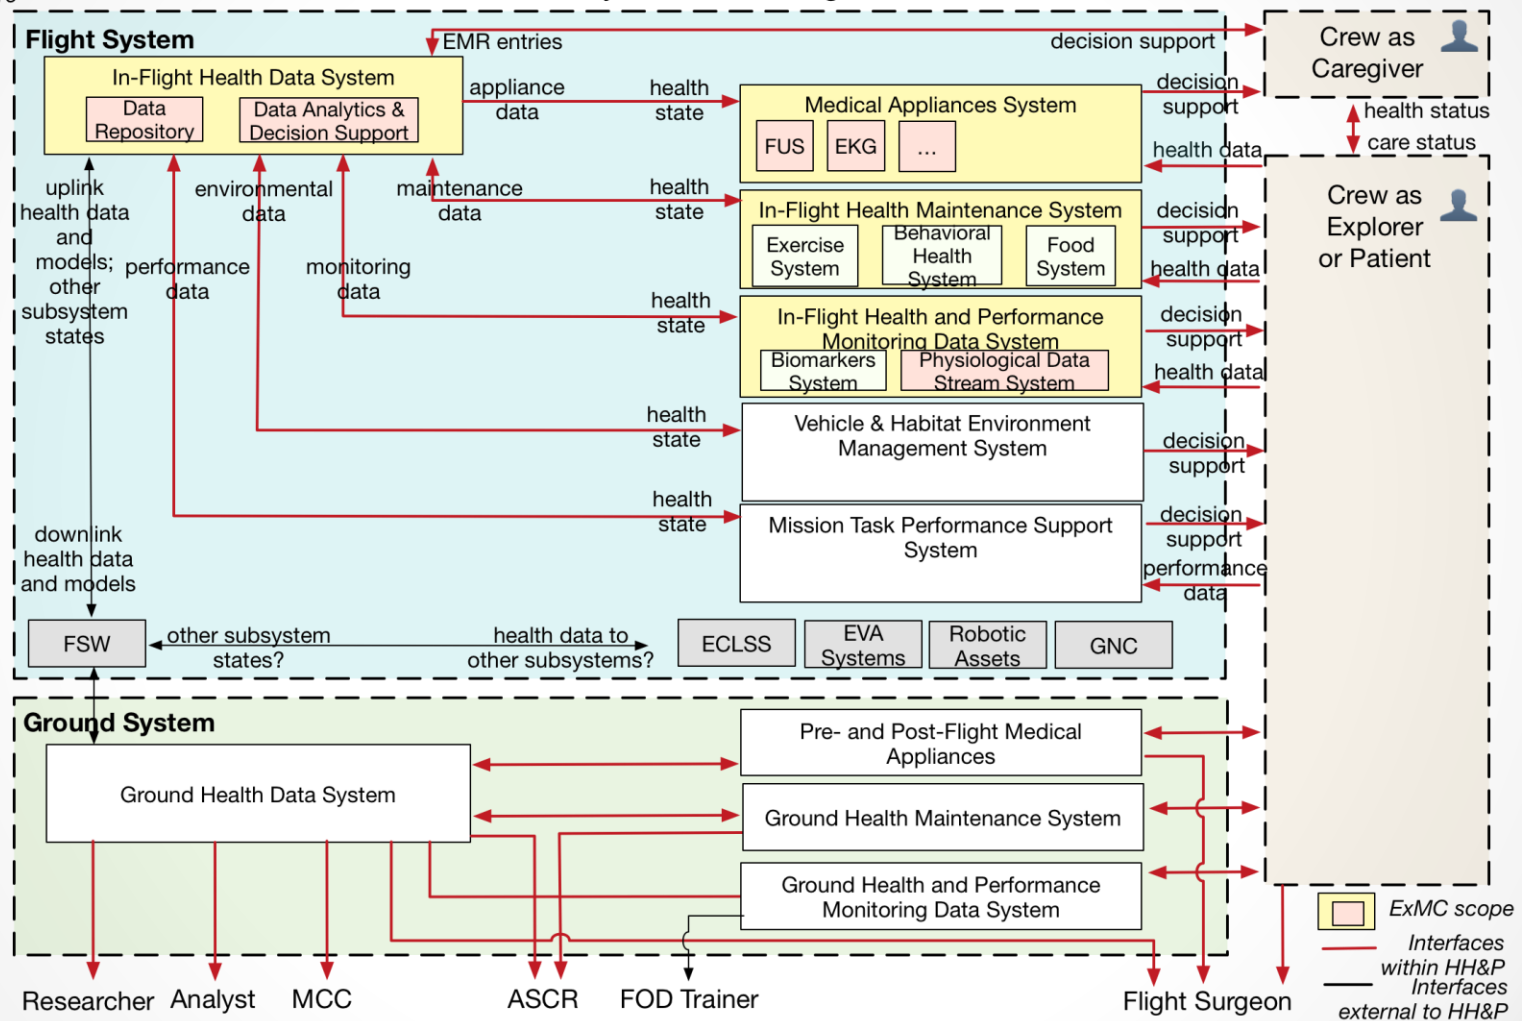 Flight System
EMR entries
decision support
Crew as
Caregiver
In-Flight Health Data System
Data
Repository
Data Analytics &
Decision Support
appliance
data
health
state
Medical Appliances System
FUS
EKG
...
decision
support
health data
health status
care status
Crew as
Explorer
or Patient
uplink
health data
and
models;
other
subsystem
states
performance
data
environmental
data
monitoring
data
maintenance
data
health
state
In-Flight Health Maintenance System
Exercise
System
Behavioral
Health
System
Food
System
decision
support
health data
health
state
In-Flight Health and Performance
Monitoring Data System
Biomarkers
System
Physiological Data
Stream System
decision
support
health data
health
state
Vehicle & Habitat Environment
Management System
decision
support
health
state
Mission Task Performance Support
System
decision
support
performance
data
downlink
health data
and models
FSW
other subsystem
states?
health data to
other subsystems?
ECLSS
EVA
Systems
Robotic
Assets
GNC
Ground System
Ground Health Data System
Pre- and Post-Flight Medical
Appliances
Ground Health Maintenance System
Ground Health and Performance
Monitoring Data System
Researcher
Analyst
MCC
ASCR
FOD Trainer
Flight Surgeon
ExMC scope
Interfaces
within HH&P
Interfaces
external to HH&P